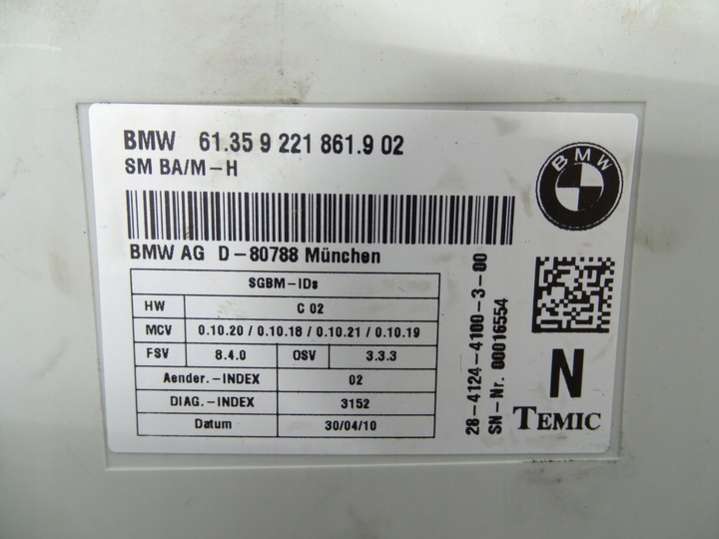 BMW 61.35 9 221 861.9 02
SM BA/M-H
BMW
BMW AG D-80788 München
SGBM-IDs
HW C 02
MCV 0.10.20 / 0.10.18 / 0.10.21 / 0.10.19
FSV 8.4.0 OSV 3.3.3
Aender.-INDEX 02
DIAG.-INDEX 3152
Datum 30/04/10
28-4124-4100-3-00
SN-Nr. 00016554
N
TEMIC